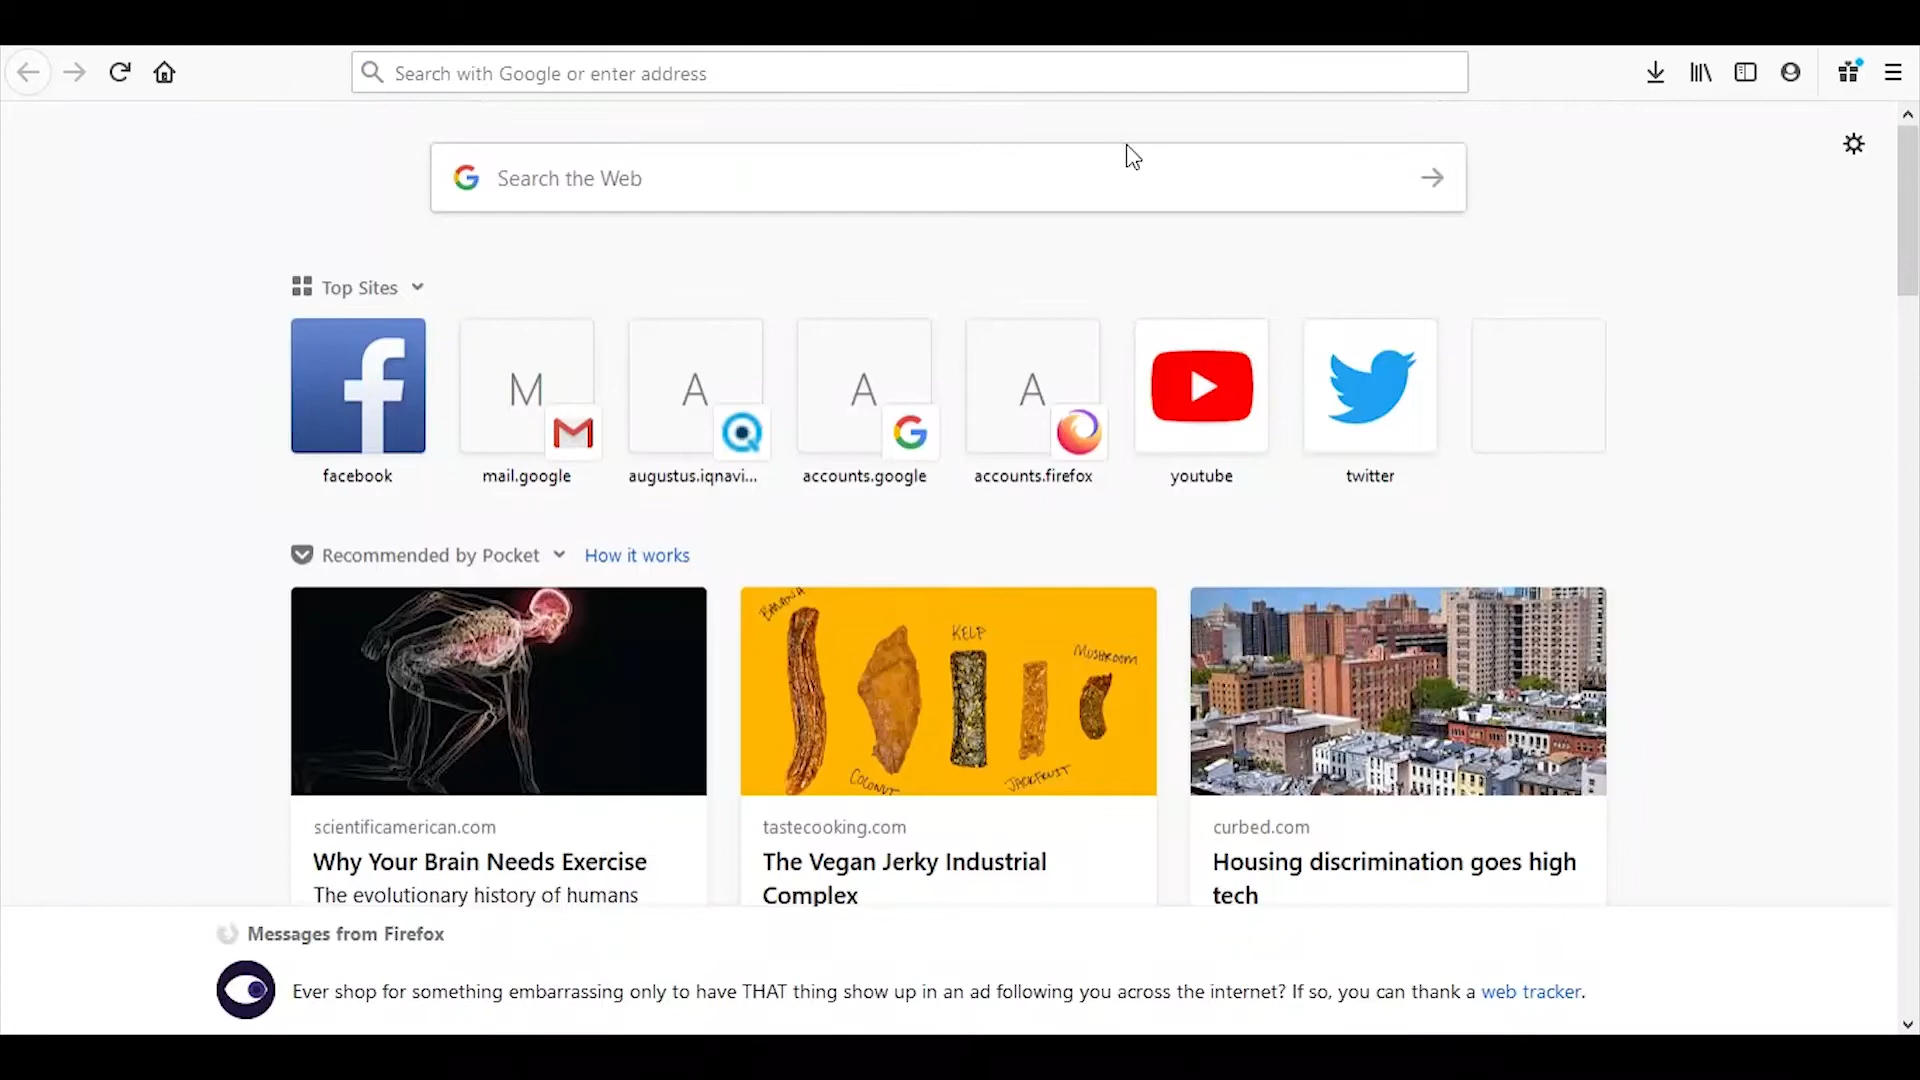 Search with Google or enter address
Search the Web
Top Sites
M
A
A
A
facebook
mail.google
augustus.iqnavi...
accounts.google
accounts.firefox
youtube
twitter
Recommended by Pocket
How it works
BANANA
COCONUT
KELP
JACKFRUIT
MUSHROOM
scientificamerican.com
Why Your Brain Needs Exercise
The evolutionary history of humans
tastecooking.com
The Vegan Jerky Industrial
Complex
curbed.com
Housing discrimination goes high
tech
Messages from Firefox
Ever shop for something embarrassing only to have THAT thing show up in an ad following you across the internet? If so, you can thank a web tracker.